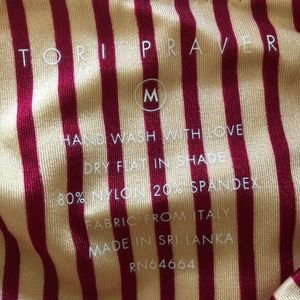 TORI PRAVER
M
HAND WASH WITH LOVE
DRY FLAT IN SHADE
80% NYLON 20% SPANDEX
FABRIC FROM ITALY
MADE IN SRI LANKA
RN64664